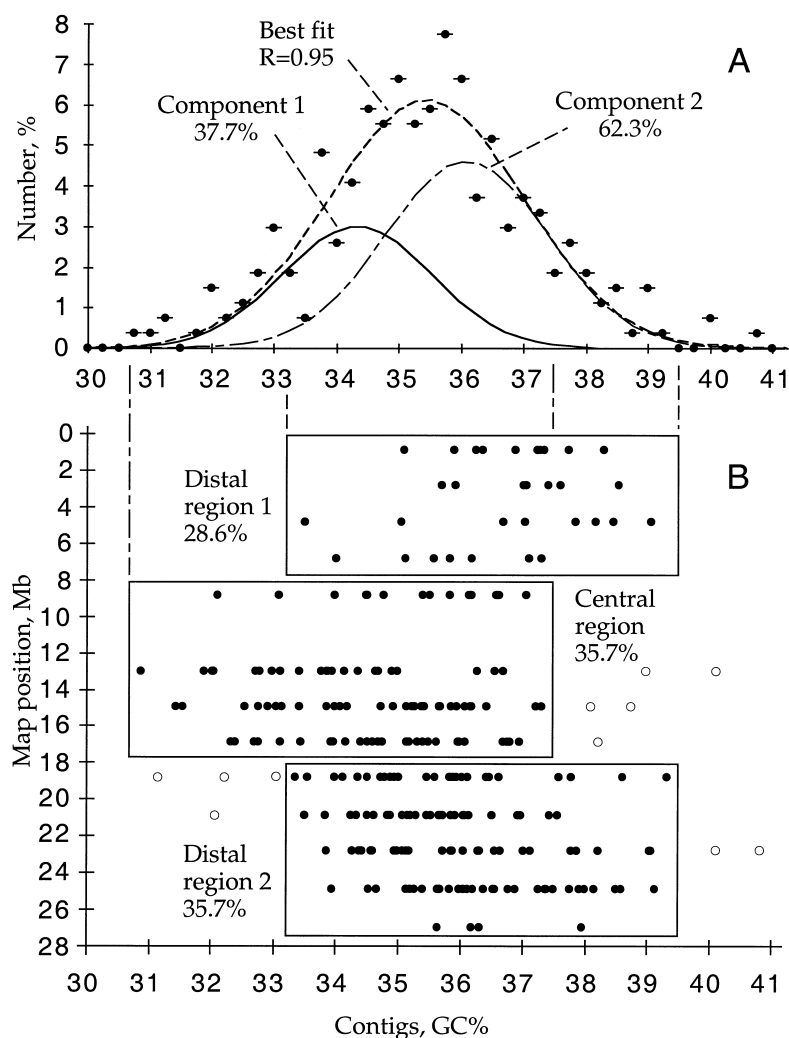 8
7
6
5
4
3
2
1
0
Number, %
Best fit
R=0.95
A
Component 1
37.7%
Component 2
62.3%
30 31 32 33 34 35 36 37 38 39 40 41
0
2
4
6
8
10
12
14
16
18
20
22
24
26
28
Map position, Mb
B
Distal
region 1
28.6%
Central
region
35.7%
Distal
region 2
35.7%
30 31 32 33 34 35 36 37 38 39 40 41
Contigs, GC%